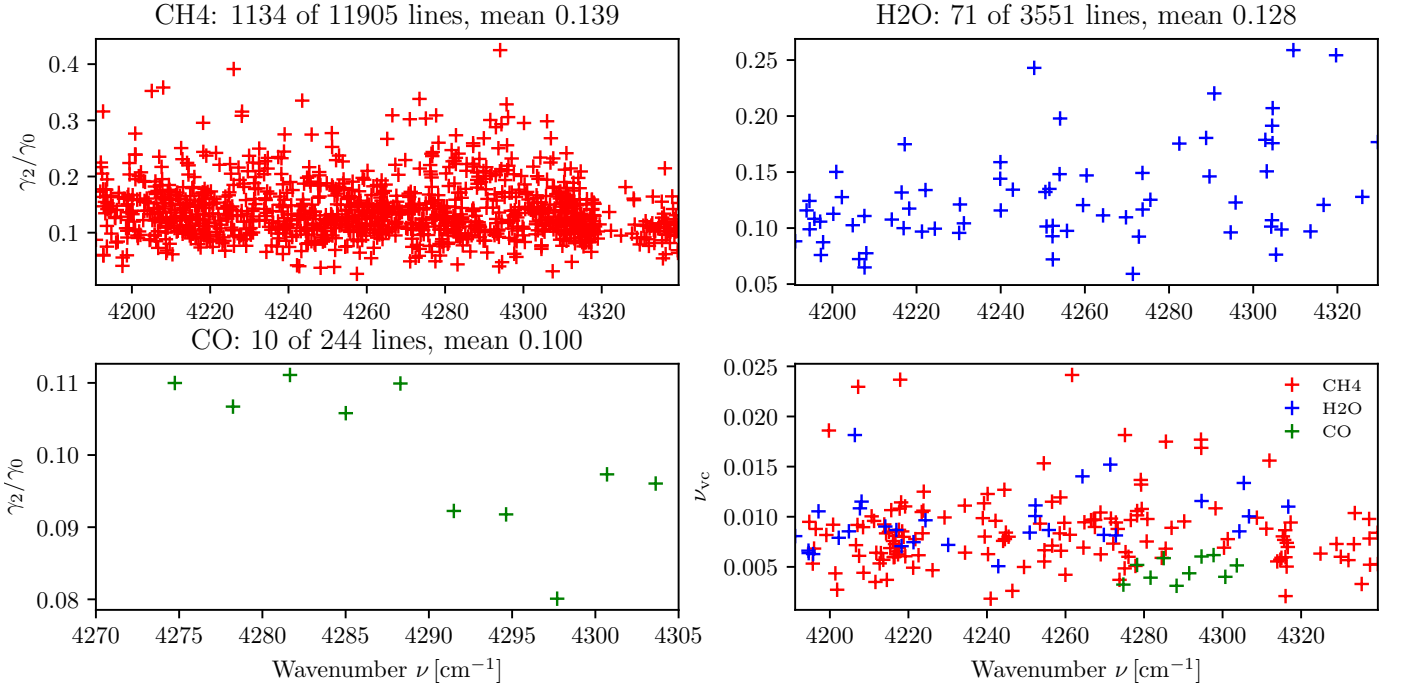 CH4: 1134 of 11905 lines, mean 0.139
γ₂/γ₀
0.4
0.3
0.2
0.1
4200 4220 4240 4260 4280 4300 4320
H2O: 71 of 3551 lines, mean 0.128
0.25
0.20
0.15
0.10
0.05
4200 4220 4240 4260 4280 4300 4320
CO: 10 of 244 lines, mean 0.100
γ₂/γ₀
0.11
0.10
0.09
0.08
4270 4275 4280 4285 4290 4295 4300 4305
Wavenumber ν [cm⁻¹]
ν_vc
0.025
0.020
0.015
0.010
0.005
CH4
H2O
CO
4200 4220 4240 4260 4280 4300 4320
Wavenumber ν [cm⁻¹]